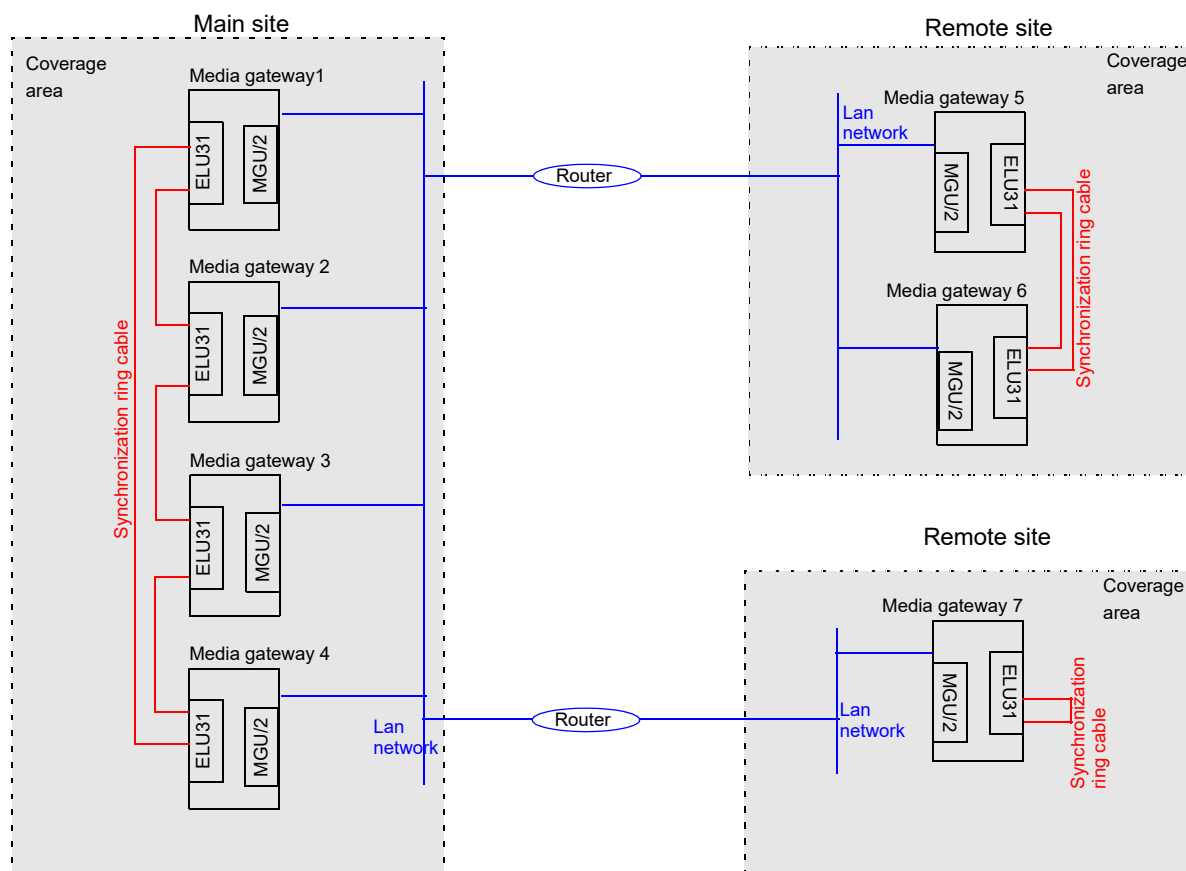 Main site
Coverage
area
Media gateway1
ELU31
MGU/2
Media gateway 2
ELU31
MGU/2
Media gateway 3
ELU31
MGU/2
Media gateway 4
ELU31
MGU/2
Synchronization ring cable
Lan
network
Router
Router
Remote site
Coverage
area
Media gateway 5
Lan
network
MGU/2
ELU31
Media gateway 6
MGU/2
ELU31
Synchronization ring cable
Remote site
Coverage
area
Media gateway 7
MGU/2
ELU31
Lan
network
Synchronization
ring cable